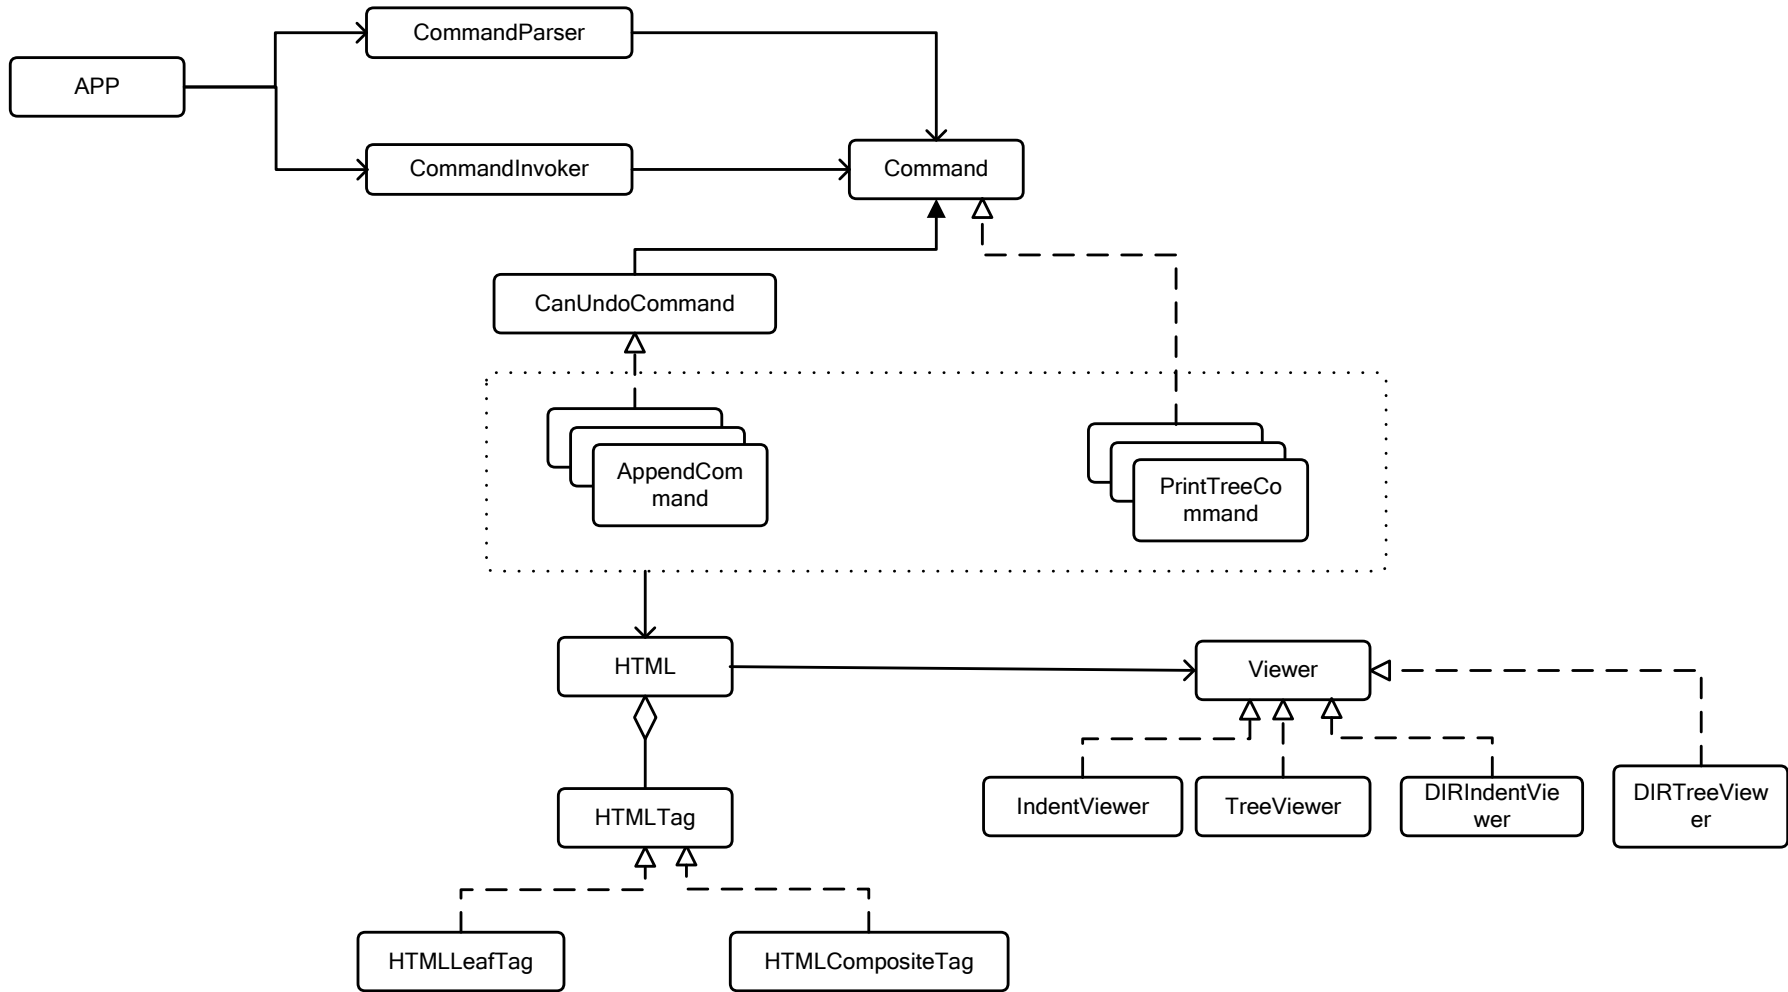 CommandParser
APP
CommandInvoker
Command
CanUndoCommand
AppendCom
mand
PrintTreeCo
mmand
HTML
Viewer
HTMLTag
IndentViewer
TreeViewer
DIRIndentVie
wer
DIRTreeView
er
HTMLLeafTag
HTMLCompositeTag